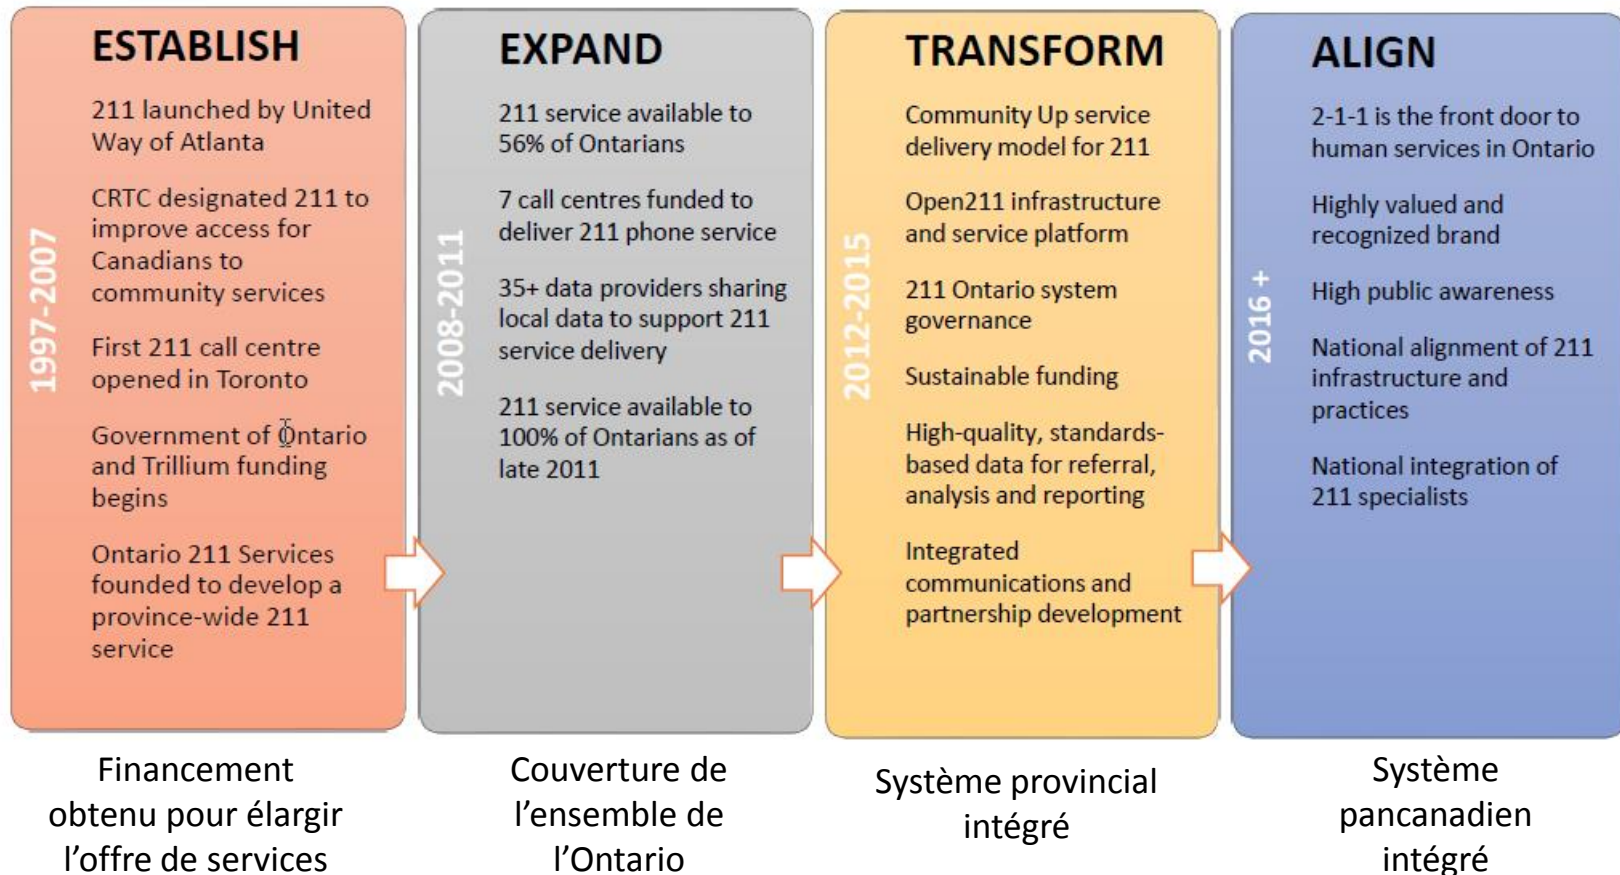 ESTABLISH
1997-2007
211 launched by United
Way of Atlanta
CRTC designated 211 to
improve access for
Canadians to
community services
First 211 call centre
opened in Toronto
Government of Ontario
and Trillium funding
begins
Ontario 211 Services
founded to develop a
province-wide 211
service
Financement
obtenu pour élargir
l’offre de services
EXPAND
2008-2011
211 service available to
56% of Ontarians
7 call centres funded to
deliver 211 phone service
35+ data providers sharing
local data to support 211
service delivery
211 service available to
100% of Ontarians as of
late 2011
Couverture de
l’ensemble de
l’Ontario
TRANSFORM
2012-2015
Community Up service
delivery model for 211
Open211 infrastructure
and service platform
211 Ontario system
governance
Sustainable funding
High-quality, standards-
based data for referral,
analysis and reporting
Integrated
communications and
partnership development
Système provincial
intégré
ALIGN
2016 +
2-1-1 is the front door to
human services in Ontario
Highly valued and
recognized brand
High public awareness
National alignment of 211
infrastructure and
practices
National integration of
211 specialists
Système
pancanadien
intégré